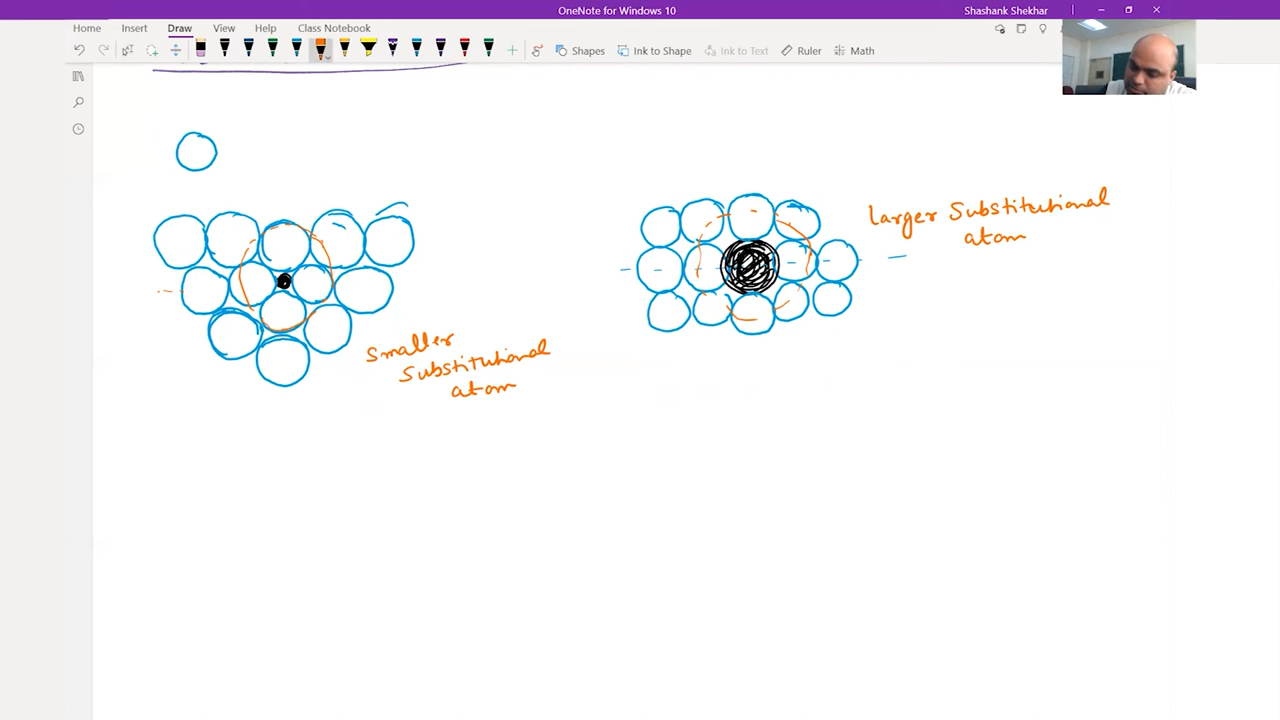 OneNote for Windows 10
Shashank Shekhar
Home Insert Draw View Help Class Notebook
Shapes Ink to Shape Ink to Text Ruler Math
Smaller
Substitutional
atom
Larger Substitutional
atom